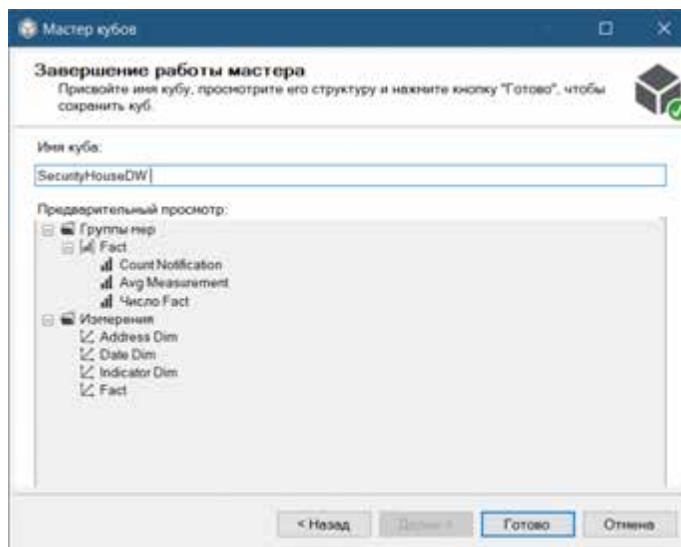 Мастер кубов
Завершение работы мастера
Присвойте имя кубу, просмотрите его структуру и нажмите кнопку "Готово", чтобы
сохранить куб.
Имя куба:
SecurityHouseDW
Предварительный просмотр:
Группы мер
Fact
Count Notification
Avg Measurement
Число Fact
Измерения
Address Dim
Date Dim
Indicator Dim
Fact
< Назад
Далее >
Готово
Отмена